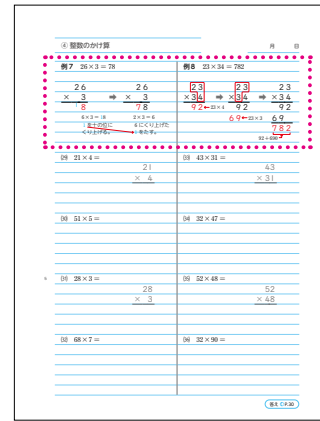 ④ 整数のかけ算
月 日
例7 26×3=78
26 26
× 3 ➡ × 3
8 78
6×3=18 2×3=6
1を十の位に 6にくり上げた
くり上げる。 1をたす。
例8 23×34=782
23 23 23
×34 ➡ ×34 ➡ ×34
92←23×4 92 92
69←23×3 69
782
92+690
(29) 21×4=
21
× 4
(30) 51×5=
(31) 28×3=
28
× 3
(32) 68×7=
(33) 43×31=
43
×31
(34) 32×47=
(35) 52×48=
52
×48
(36) 32×90=
答え P.30